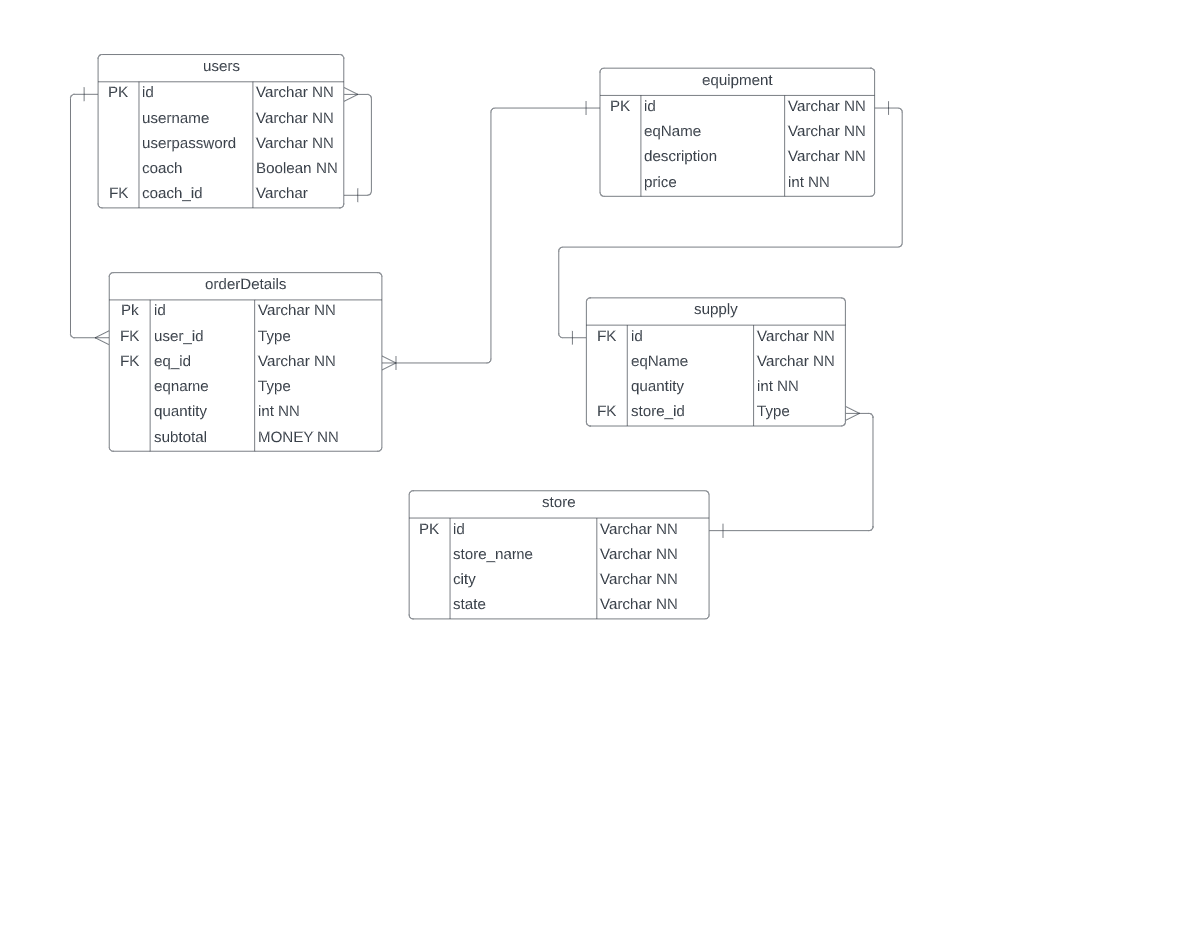 users
PK id Varchar NN
username Varchar NN
userpassword Varchar NN
coach Boolean NN
FK coach_id Varchar
equipment
PK id Varchar NN
eqName Varchar NN
description Varchar NN
price int NN
orderDetails
Pk id Varchar NN
FK user_id Type
FK eq_id Varchar NN
eqname Type
quantity int NN
subtotal MONEY NN
supply
FK id Varchar NN
eqName Varchar NN
quantity int NN
FK store_id Type
store
PK id Varchar NN
store_name Varchar NN
city Varchar NN
state Varchar NN